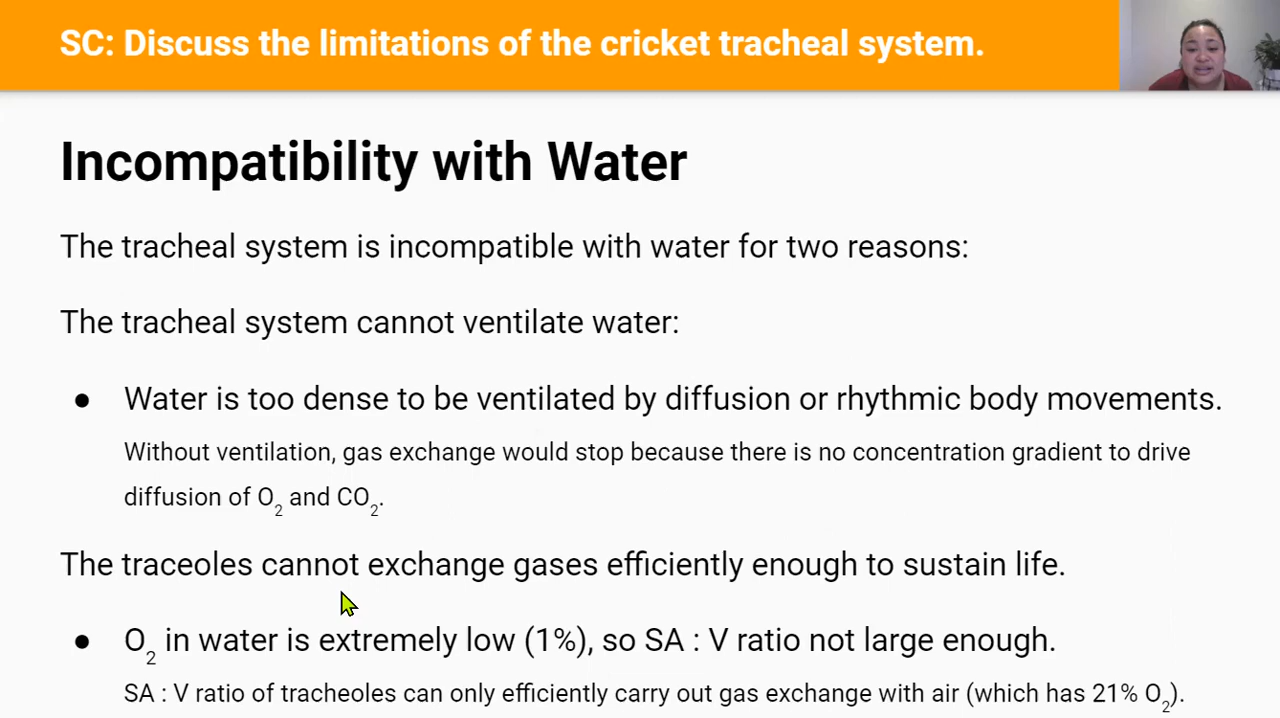 SC: Discuss the limitations of the cricket tracheal system.
Incompatibility with Water
The tracheal system is incompatible with water for two reasons:
The tracheal system cannot ventilate water:
● Water is too dense to be ventilated by diffusion or rhythmic body movements.
Without ventilation, gas exchange would stop because there is no concentration gradient to drive
diffusion of O₂ and CO₂.
The traceoles cannot exchange gases efficiently enough to sustain life.
● O₂ in water is extremely low (1%), so SA : V ratio not large enough.
SA : V ratio of tracheoles can only efficiently carry out gas exchange with air (which has 21% O₂).